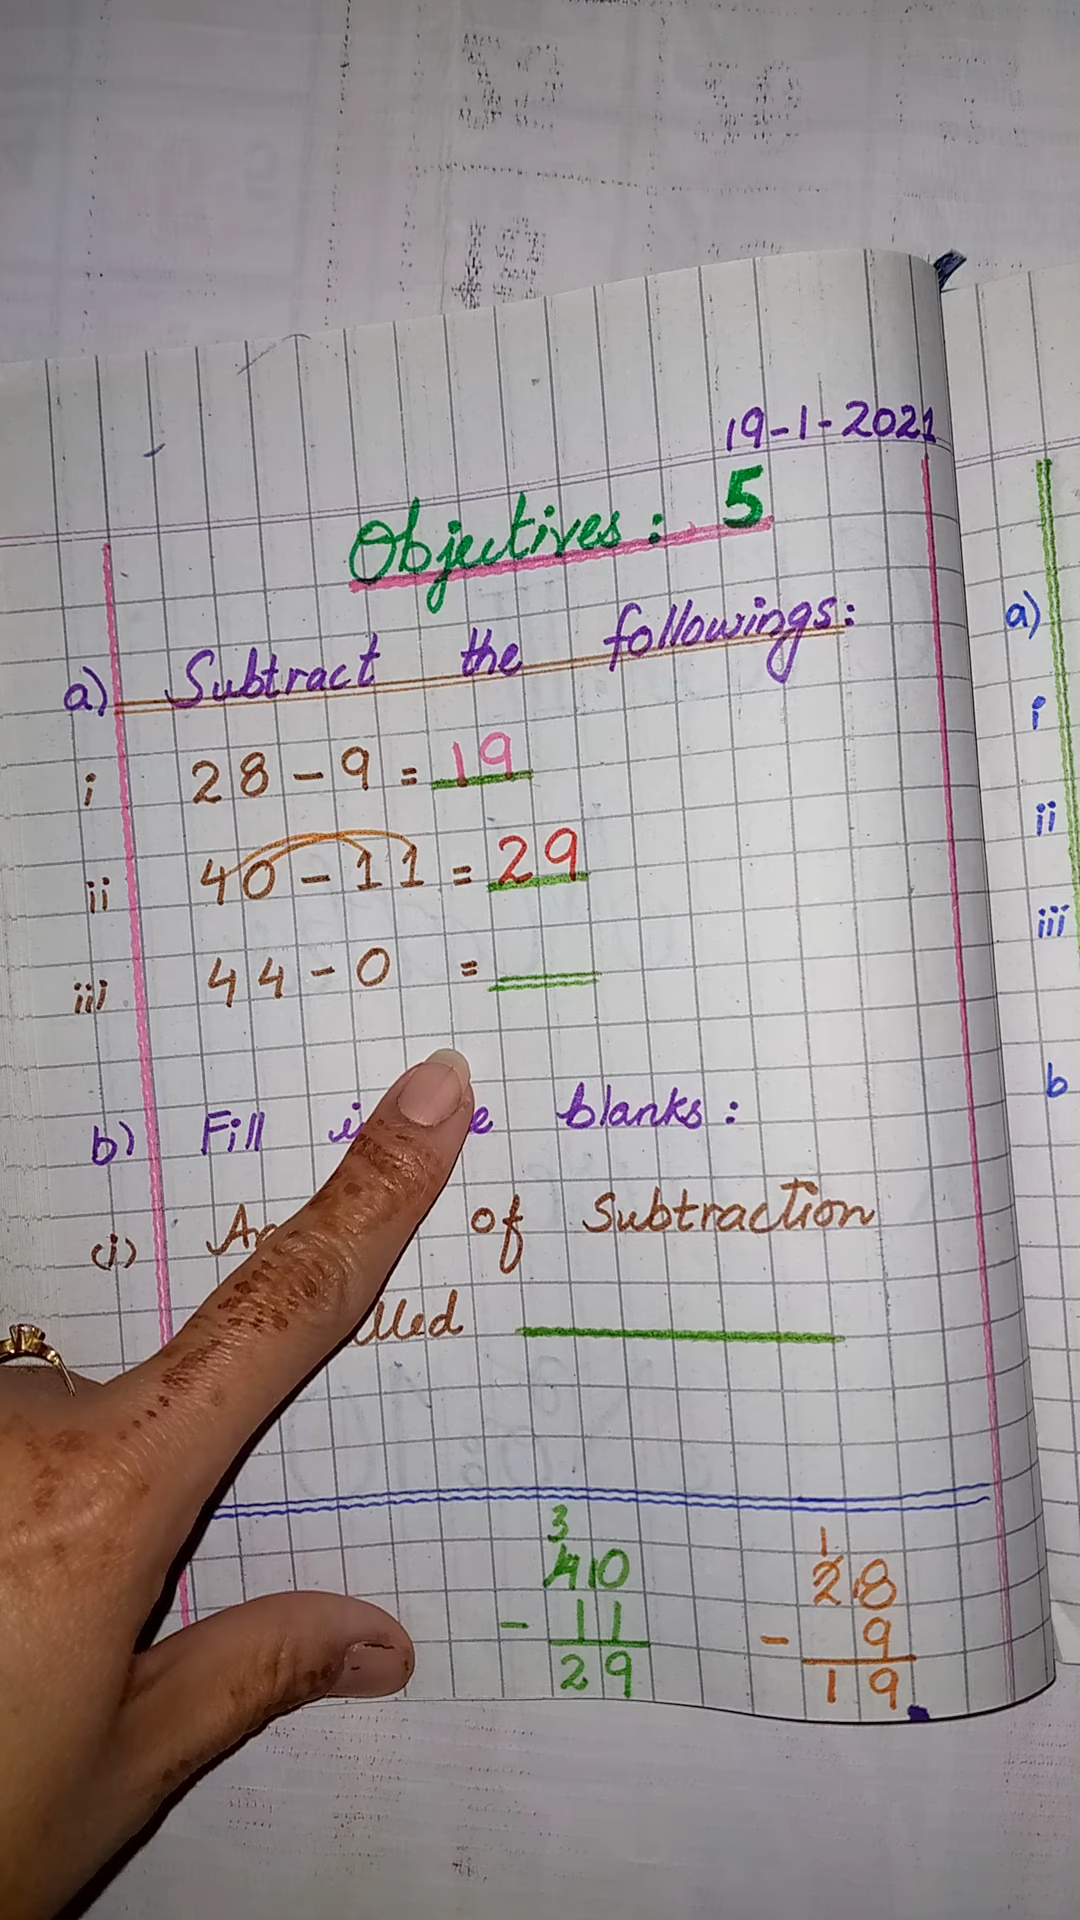 19-1-2021
Objectives: 5
a) Subtract the followings:
i 28-9 = 19
ii 40-11 = 29
iii 44-0 =
b) Fill blanks:
(i) of Subtraction
3
40
- 11
29
1
28
- 9
19
a)
i
ii
iii
b